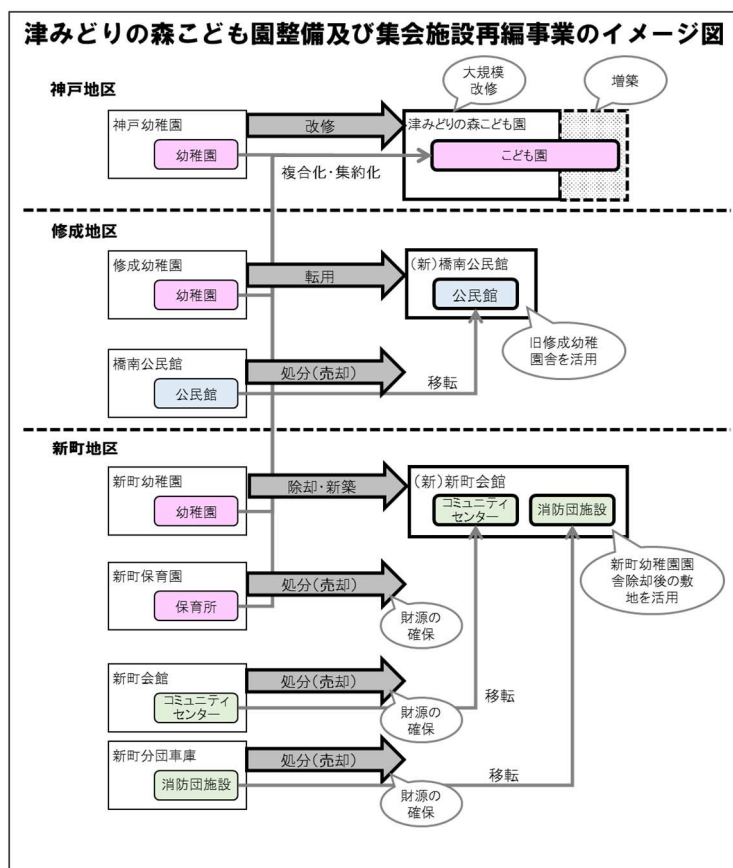 津みどりの森こども園整備及び集会施設再編事業のイメージ図
神戸地区
大規模
改修
増築
神戸幼稚園
幼稚園
改修
津みどりの森こども園
こども園
複合化・集約化
修成地区
修成幼稚園
幼稚園
転用
(新)橋南公民館
公民館
旧修成幼稚
園舎を活用
橋南公民館
公民館
処分(売却)
移転
新町地区
新町幼稚園
幼稚園
除却・新築
(新)新町会館
コミュニティ
センター
消防団施設
新町幼稚園園
舎除却後の敷
地を活用
新町保育園
保育所
処分(売却)
財源の
確保
新町会館
コミュニティ
センター
処分(売却)
財源の
確保
移転
新町分団車庫
消防団施設
処分(売却)
財源の
確保
移転